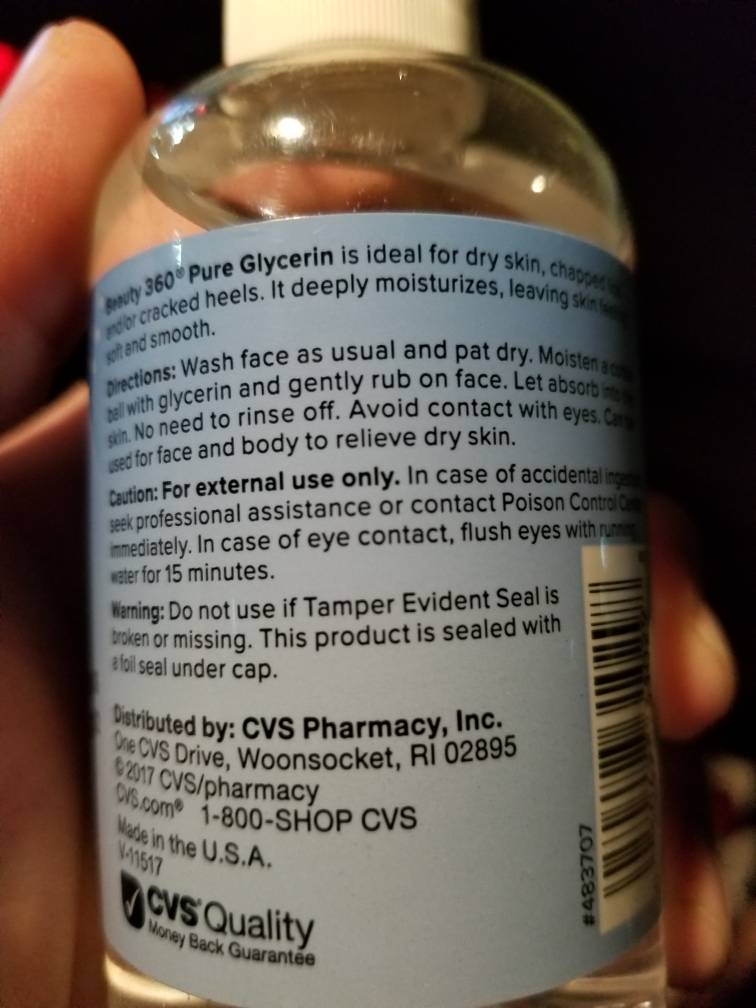 Beauty 360® Pure Glycerin is ideal for dry skin, chapped
and/or cracked heels. It deeply moisturizes, leaving skin
soft and smooth.
Directions: Wash face as usual and pat dry. Moisten a
ball with glycerin and gently rub on face. Let absorb into
skin. No need to rinse off. Avoid contact with eyes.
used for face and body to relieve dry skin.
Caution: For external use only. In case of accidental
seek professional assistance or contact Poison Control
immediately. In case of eye contact, flush eyes with running
water for 15 minutes.
Warning: Do not use if Tamper Evident Seal is
broken or missing. This product is sealed with
a foil seal under cap.
Distributed by: CVS Pharmacy, Inc.
One CVS Drive, Woonsocket, RI 02895
©2017 CVS/pharmacy
CVS.com® 1-800-SHOP CVS
Made in the U.S.A.
V-11517
CVS Quality
Money Back Guarantee
#483707